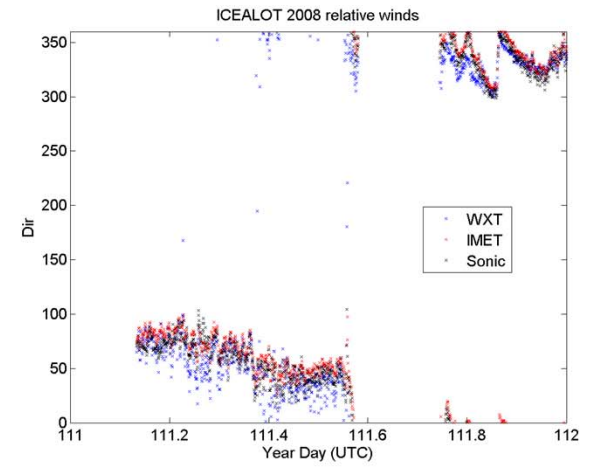 ICEALOT 2008 relative winds
350
300
250
200
150
100
50
0
Dir
WXT
IMET
Sonic
111 111.2 111.4 111.6 111.8 112
Year Day (UTC)